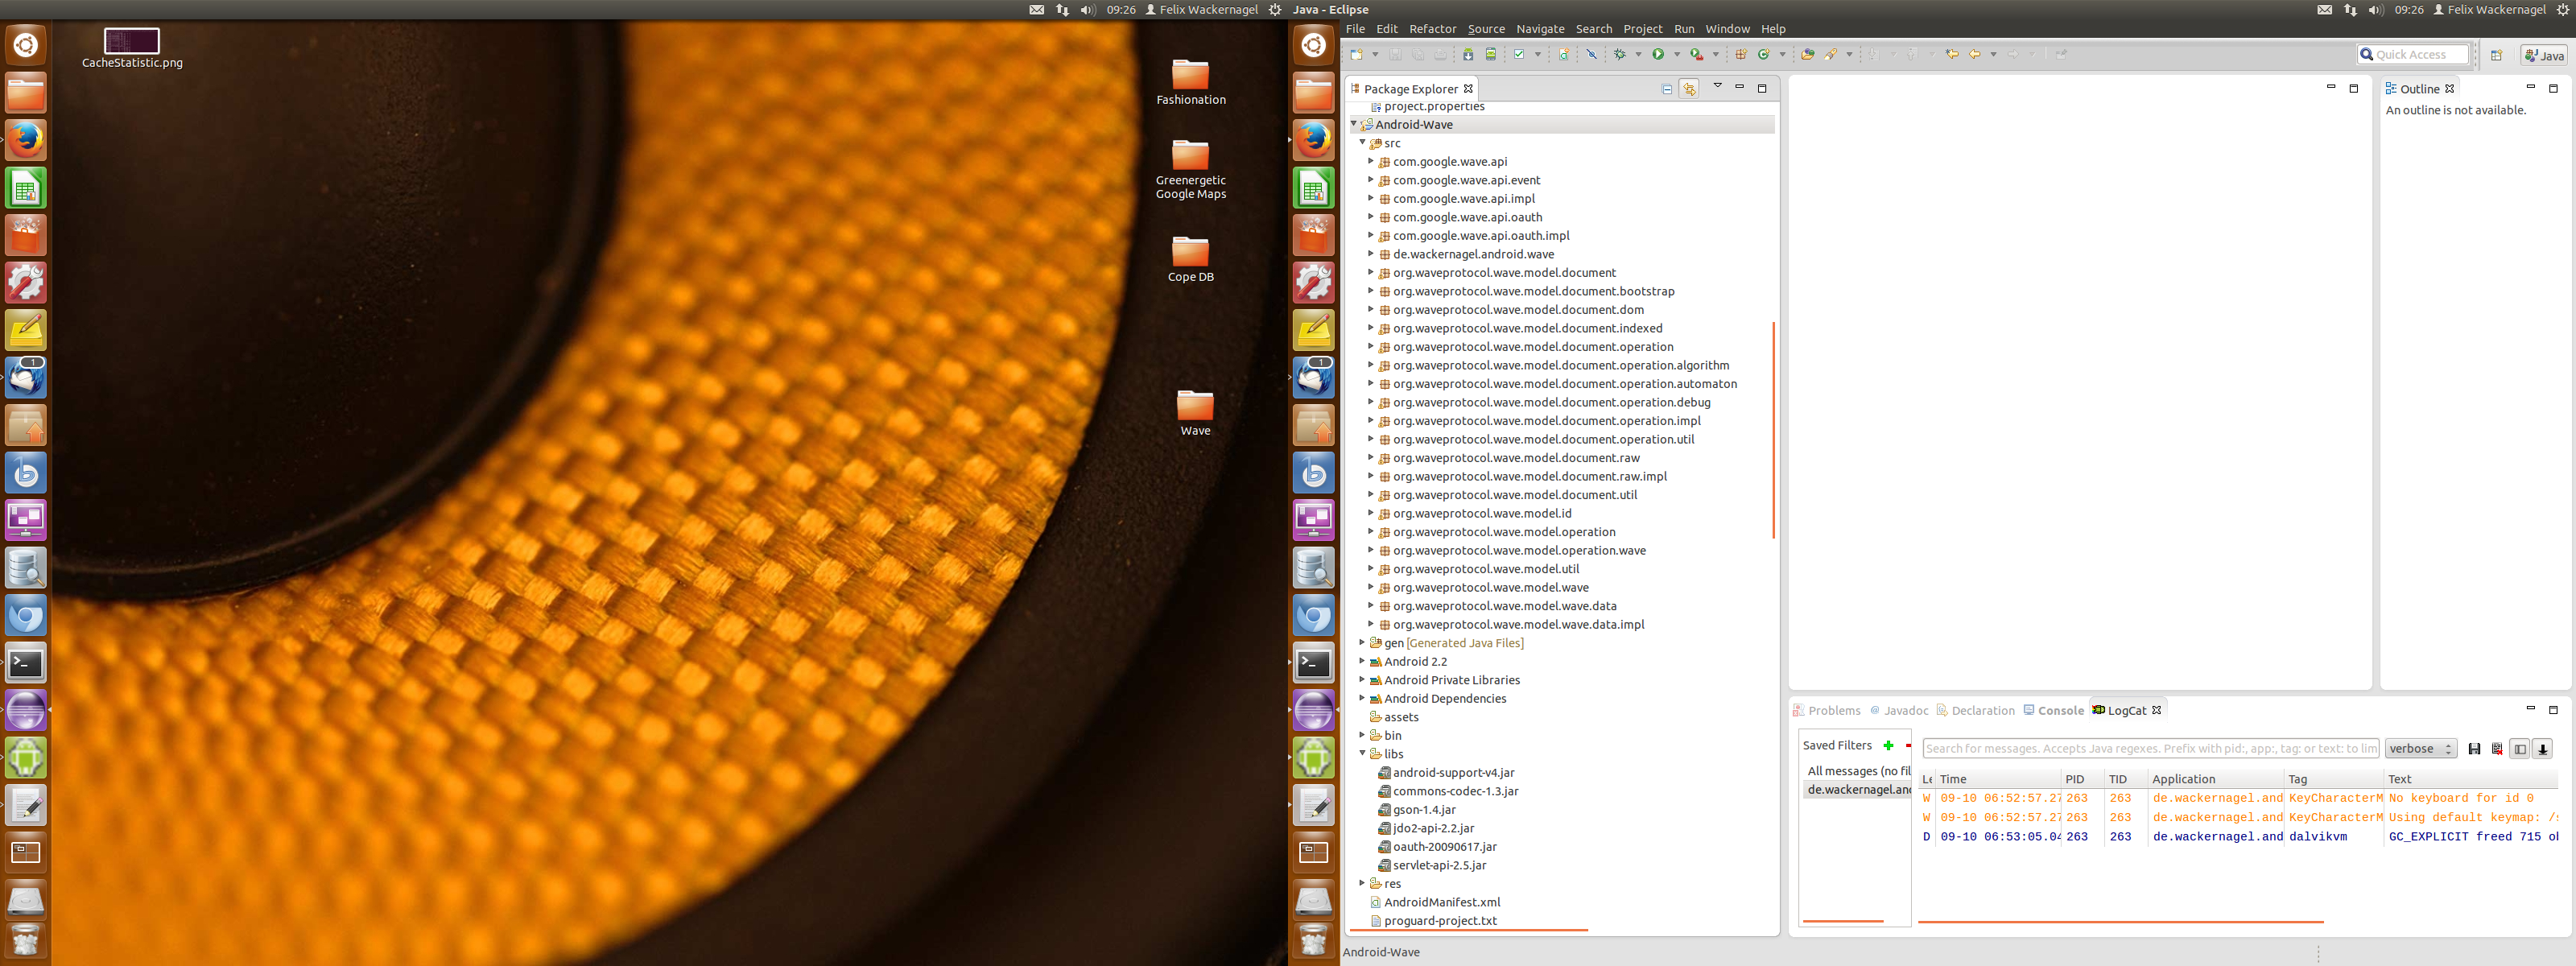 09:26 Felix Wackernagel
CacheStatistic.png
Fashionation
Greenergetic
Google Maps
Cope DB
Wave
1
Java - Eclipse
09:26 Felix Wackernagel
File Edit Refactor Source Navigate Search Project Run Window Help
Quick Access
Java
1
Package Explorer
project.properties
Android-Wave
src
com.google.wave.api
com.google.wave.api.event
com.google.wave.api.impl
com.google.wave.api.oauth
com.google.wave.api.oauth.impl
de.wackernagel.android.wave
org.waveprotocol.wave.model.document
org.waveprotocol.wave.model.document.bootstrap
org.waveprotocol.wave.model.document.dom
org.waveprotocol.wave.model.document.indexed
org.waveprotocol.wave.model.document.operation
org.waveprotocol.wave.model.document.operation.algorithm
org.waveprotocol.wave.model.document.operation.automaton
org.waveprotocol.wave.model.document.operation.debug
org.waveprotocol.wave.model.document.operation.impl
org.waveprotocol.wave.model.document.operation.util
org.waveprotocol.wave.model.document.raw
org.waveprotocol.wave.model.document.raw.impl
org.waveprotocol.wave.model.document.util
org.waveprotocol.wave.model.id
org.waveprotocol.wave.model.operation
org.waveprotocol.wave.model.operation.wave
org.waveprotocol.wave.model.util
org.waveprotocol.wave.model.wave
org.waveprotocol.wave.model.wave.data
org.waveprotocol.wave.model.wave.data.impl
gen [Generated Java Files]
Android 2.2
Android Private Libraries
Android Dependencies
assets
bin
libs
android-support-v4.jar
commons-codec-1.3.jar
gson-1.4.jar
jdo2-api-2.2.jar
oauth-20090617.jar
servlet-api-2.5.jar
res
AndroidManifest.xml
proguard-project.txt
Android-Wave
Outline
An outline is not available.
Problems @ Javadoc Declaration Console LogCat
Saved Filters
All messages (no fil
de.wackernagel.and
Search for messages. Accepts Java regexes. Prefix with pid:, app:, tag: or text: to lim
verbose
Le Time PID TID Application Tag Text
W 09-10 06:52:57.27 263 263 de.wackernagel.and KeyCharacterM No keyboard for id 0
W 09-10 06:52:57.27 263 263 de.wackernagel.and KeyCharacterM Using default keymap: /s
D 09-10 06:53:05.04 263 263 de.wackernagel.and dalvikvm GC_EXPLICIT freed 715 ob